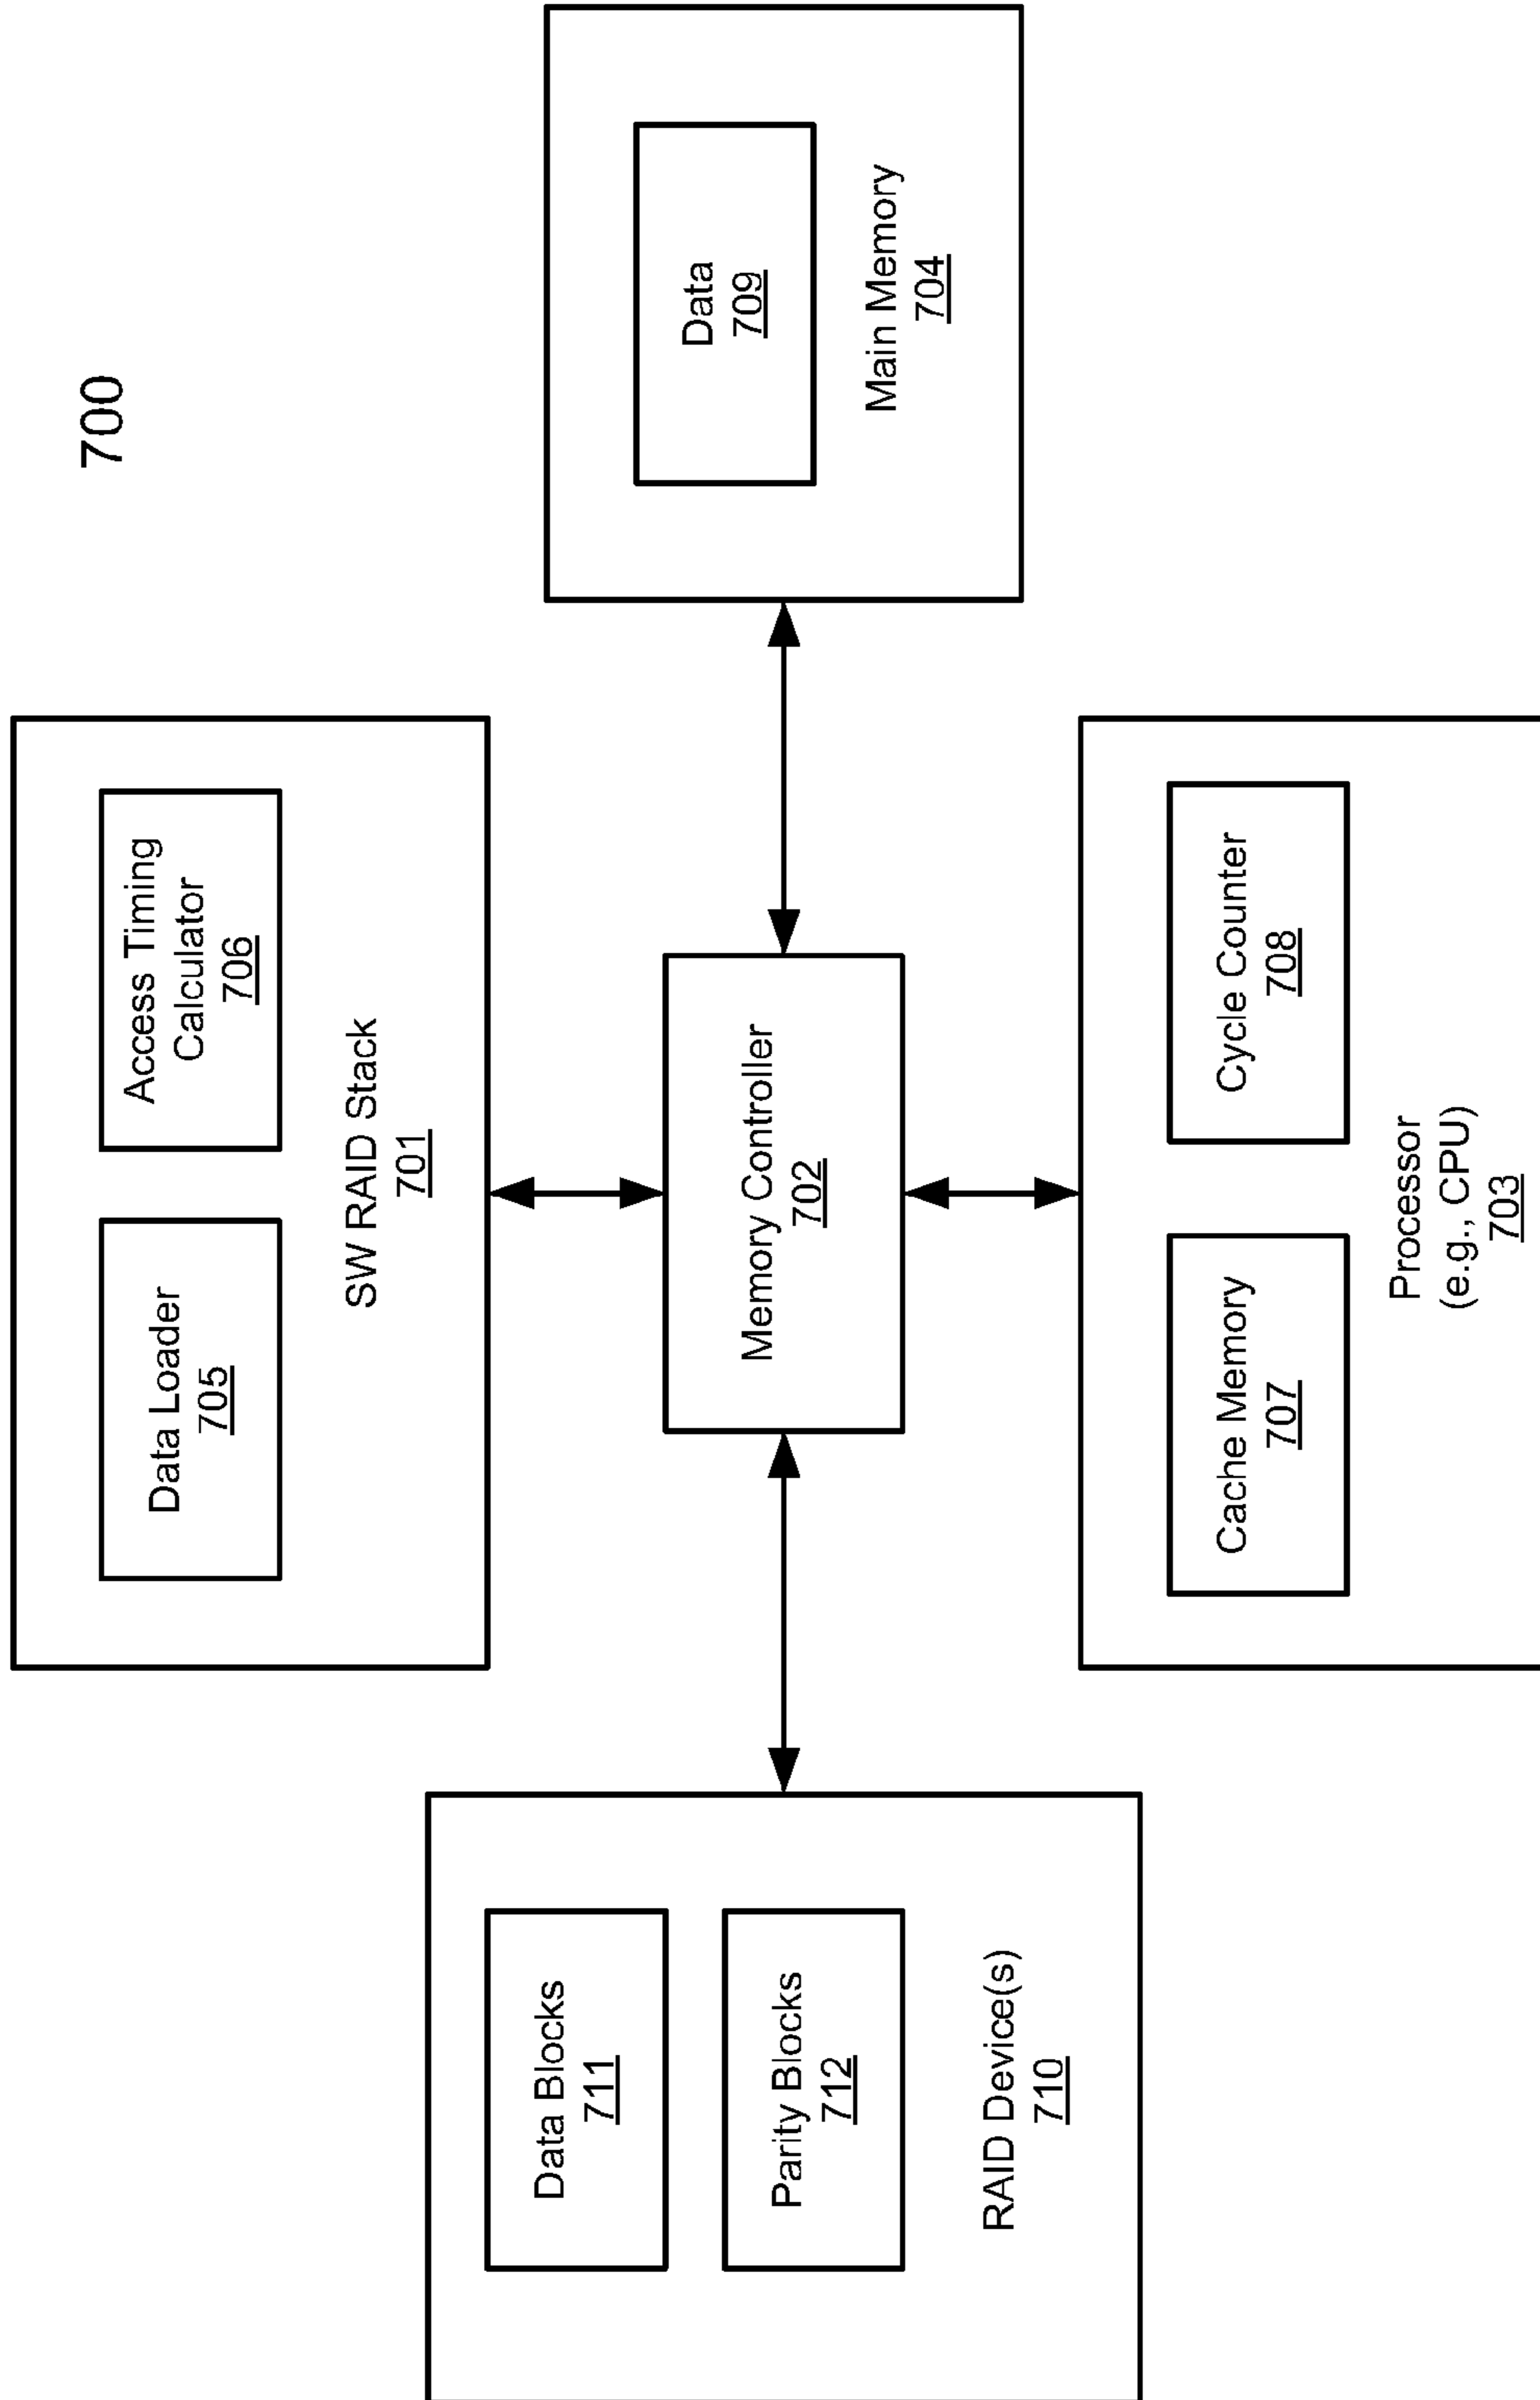 700
Data Loader
705
Access Timing
Calculator
706
SW RAID Stack
701
Data Blocks
711
Parity Blocks
712
RAID Device(s)
710
Memory Controller
702
Data
709
Main Memory
704
Cache Memory
707
Cycle Counter
708
Processor
(e.g., CPU)
703